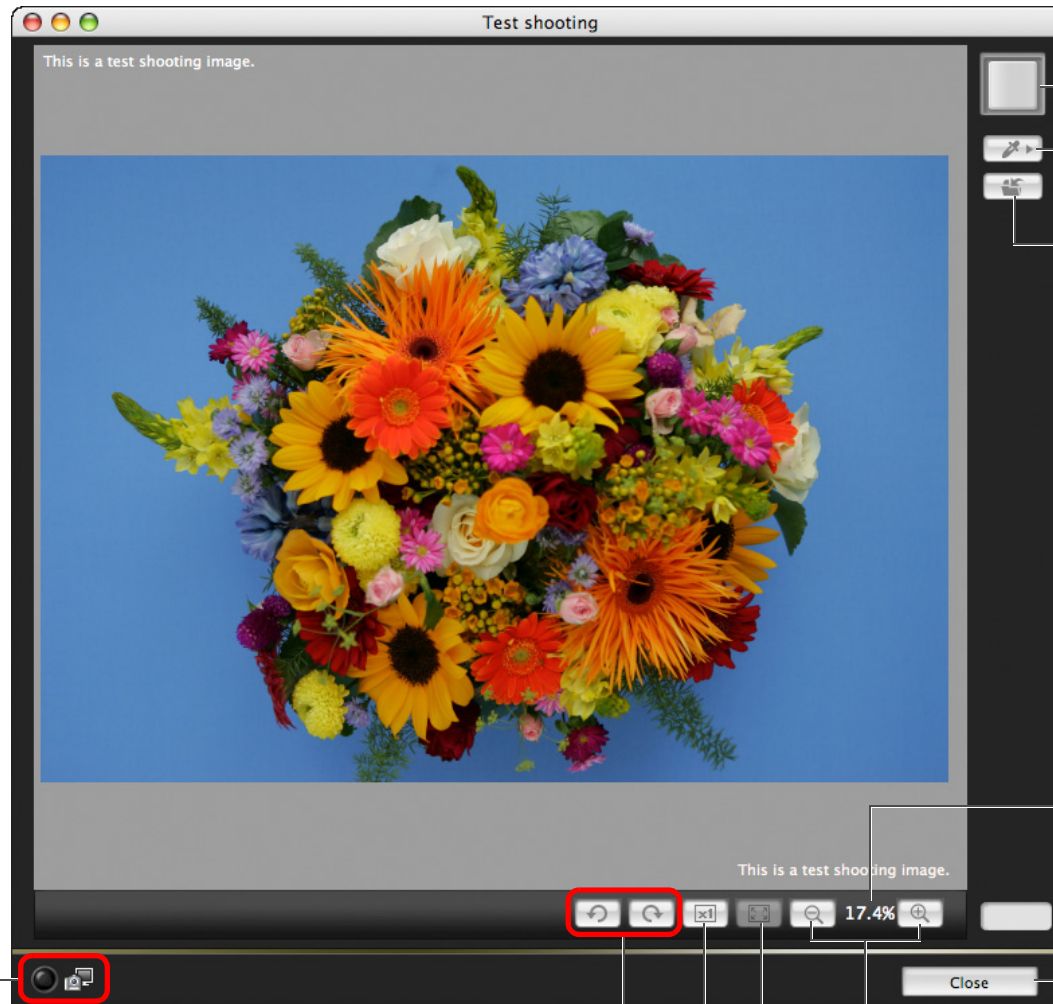 Test shooting
This is a test shooting image.
This is a test shooting image.
x1
17.4%
Close